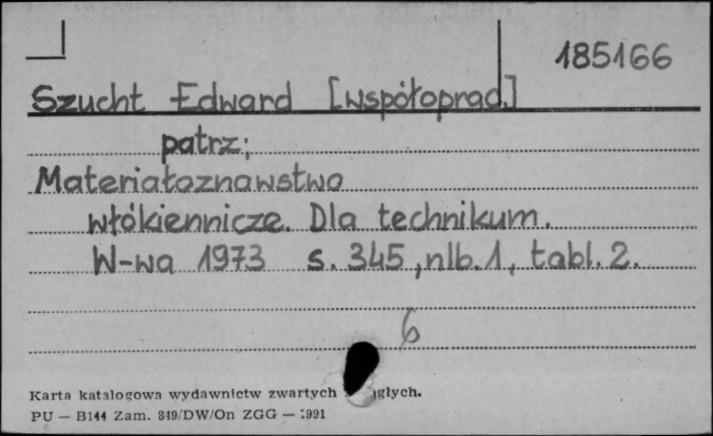 185166
Szucht Edward [współoprac.]
patrz:
Materiałoznawstwo
włókiennicze. Dla technikum.
W-wa 1973 s. 345, nlb. 1, tabl. 2.
6
Karta katalogowa wydawnictw zwartych
PU — B144 Zam. 849/DW/On ZGG — 1991